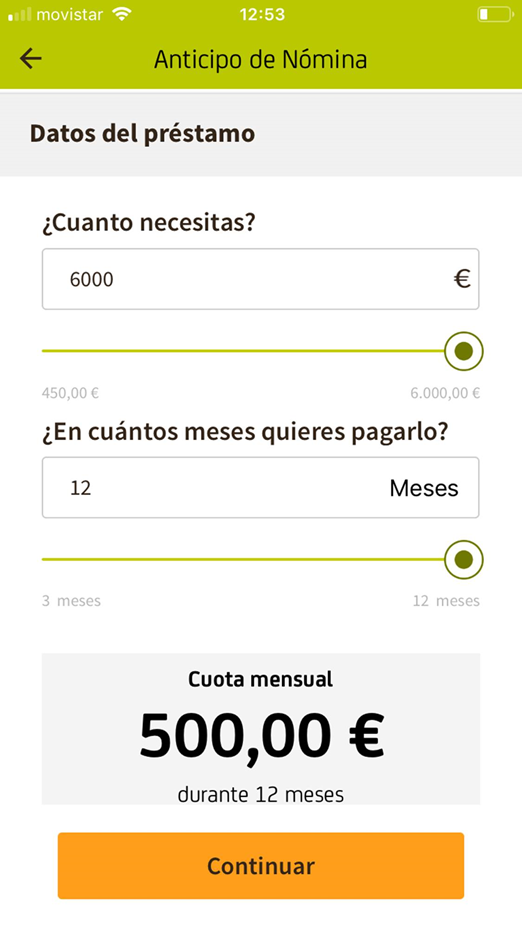 movistar 12:53
Anticipo de Nómina
Datos del préstamo
¿Cuanto necesitas?
6000 €
450,00 € 6.000,00 €
¿En cuántos meses quieres pagarlo?
12 Meses
3 meses 12 meses
Cuota mensual
500,00 €
durante 12 meses
Continuar